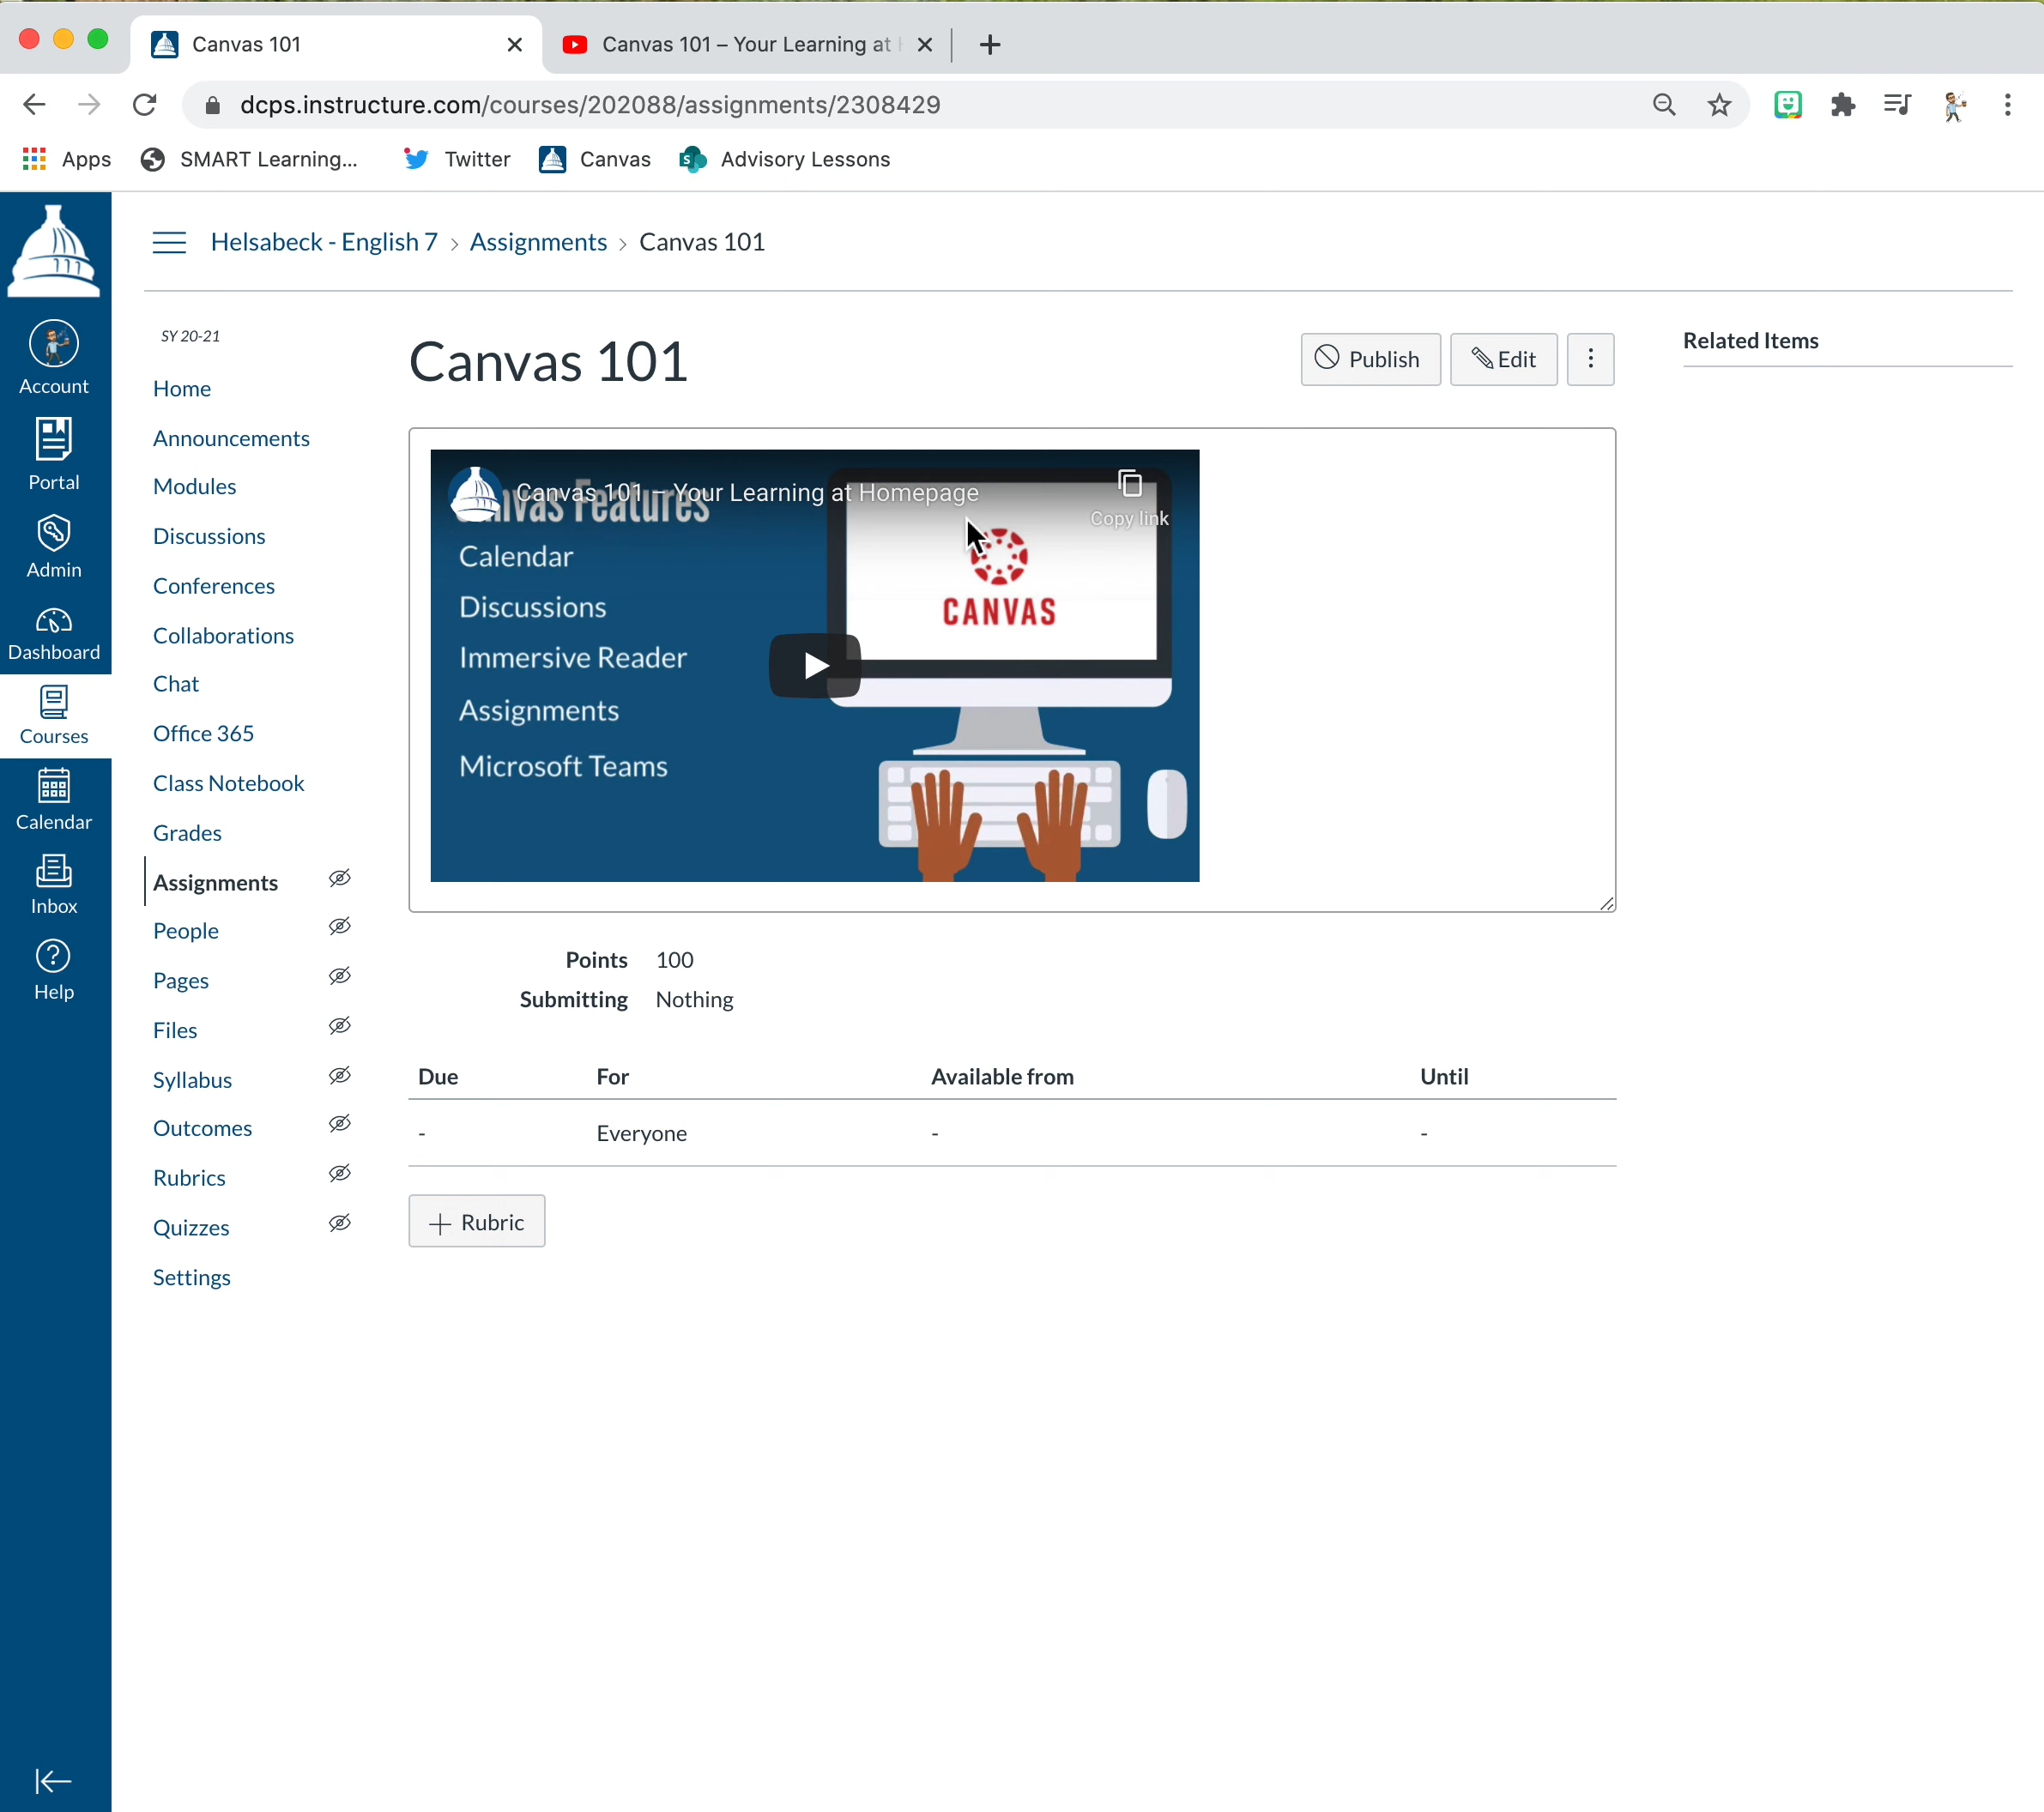 Canvas 101
Canvas 101 – Your Learning at
dcps.instructure.com/courses/202088/assignments/2308429
Apps
SMART Learning...
Twitter
Canvas
Advisory Lessons
Helsabeck - English 7 › Assignments › Canvas 101
Account
Portal
Admin
Dashboard
Courses
Calendar
Inbox
Help
SY 20-21
Home
Announcements
Modules
Discussions
Conferences
Collaborations
Chat
Office 365
Class Notebook
Grades
Assignments
People
Pages
Files
Syllabus
Outcomes
Rubrics
Quizzes
Settings
Canvas 101
Publish
Edit
Related Items
Canvas 101 – Your Learning at Homepage
Copy link
Features
Calendar
Discussions
Immersive Reader
Assignments
Microsoft Teams
CANVAS
Points 100
Submitting Nothing
Due For Available from Until
- Everyone - -
+ Rubric